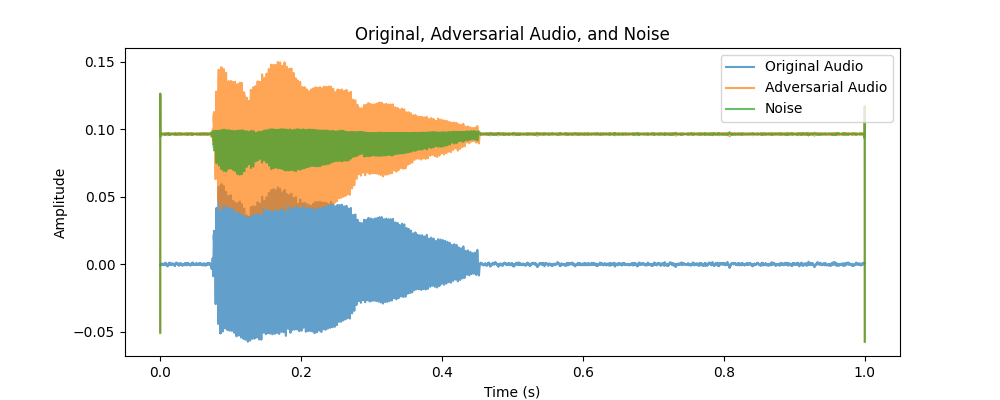 Original, Adversarial Audio, and Noise
Original Audio
Adversarial Audio
Noise
Amplitude
0.15
0.10
0.05
0.00
−0.05
0.0
0.2
0.4
0.6
0.8
1.0
Time (s)